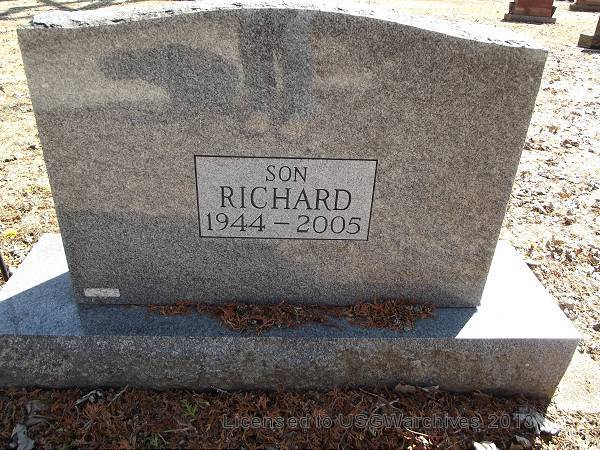 SON
RICHARD
1944 – 2005
Licensed to USGWarchives 2013